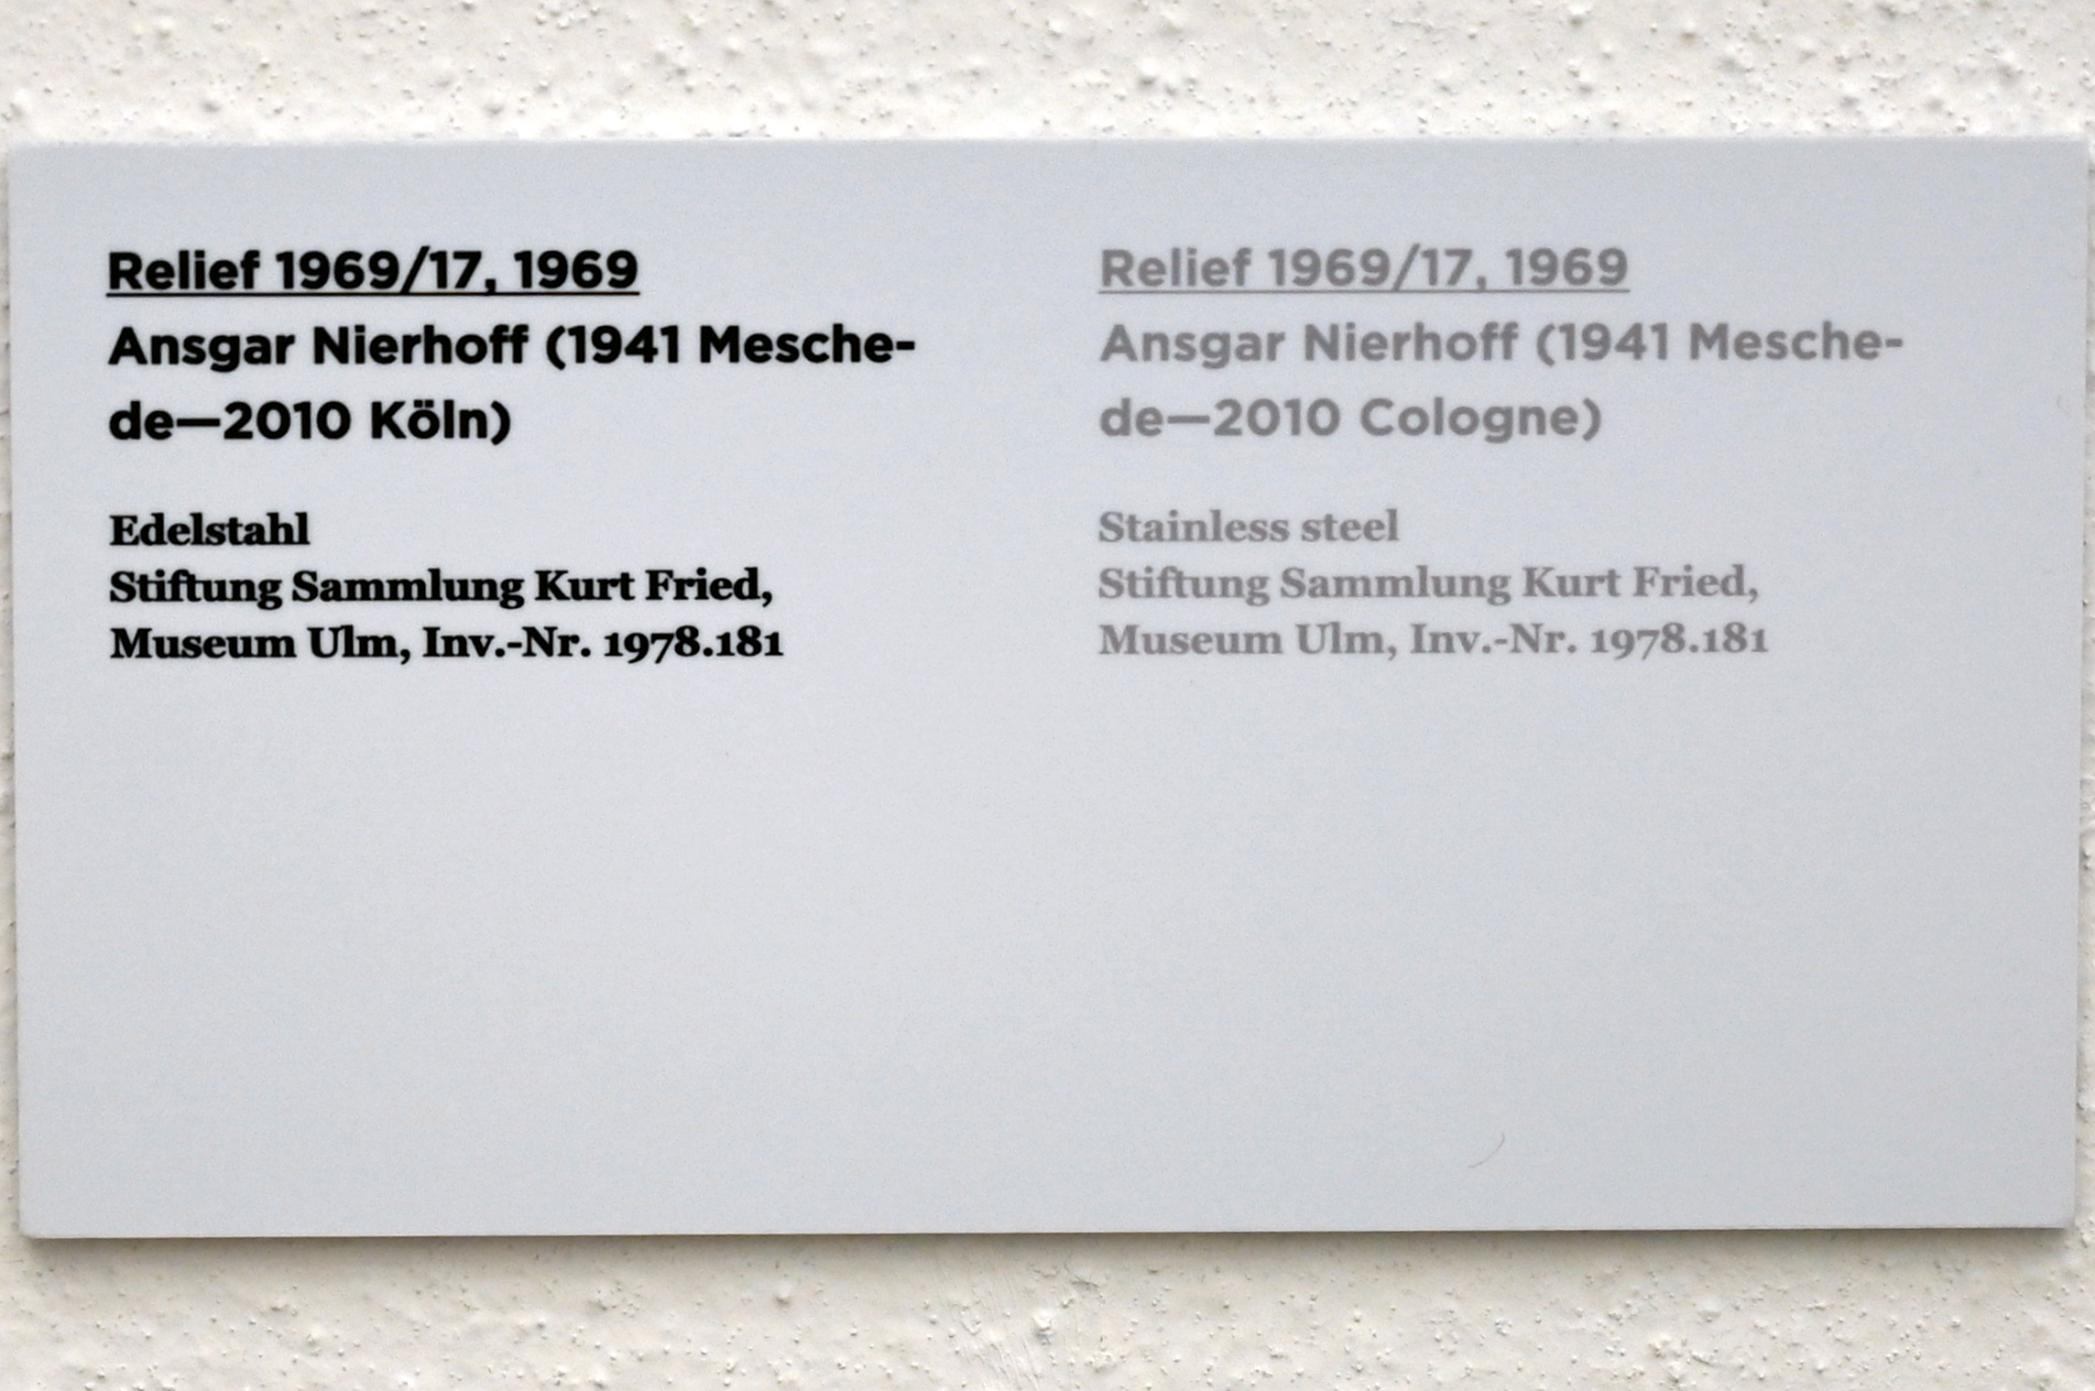 Relief 1969/17, 1969
Ansgar Nierhoff (1941 Mesche-
de—2010 Köln)
Edelstahl
Stiftung Sammlung Kurt Fried,
Museum Ulm, Inv.-Nr. 1978.181
Relief 1969/17, 1969
Ansgar Nierhoff (1941 Mesche-
de—2010 Cologne)
Stainless steel
Stiftung Sammlung Kurt Fried,
Museum Ulm, Inv.-Nr. 1978.181